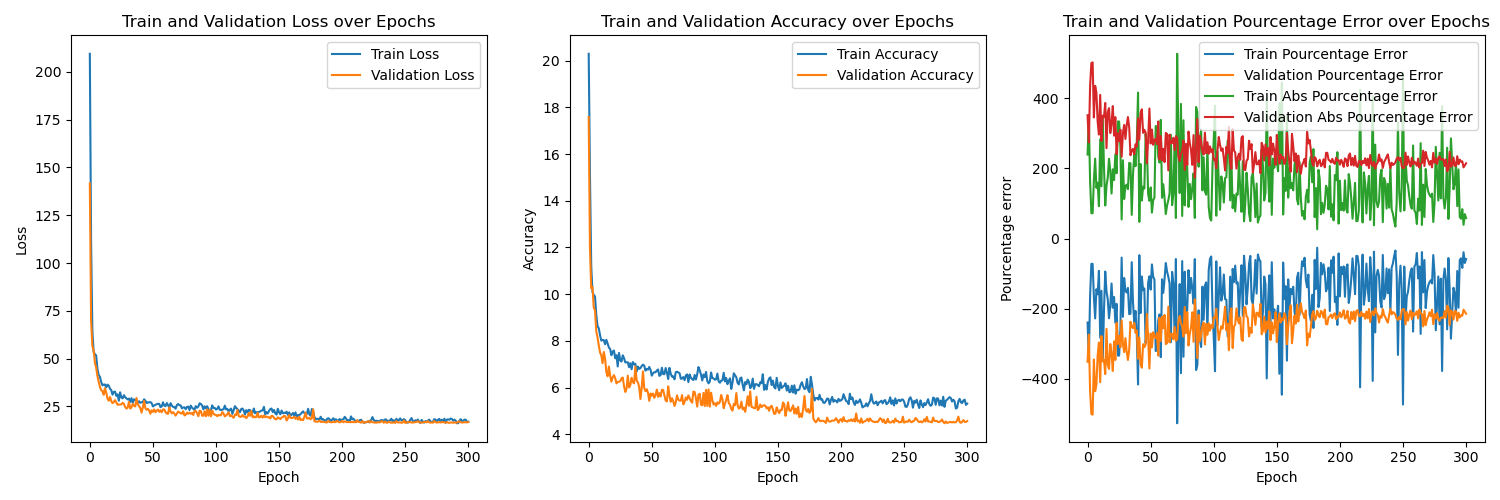 Train and Validation Loss over Epochs
Train Loss
Validation Loss
200
175
150
125
100
75
50
25
Loss
0
50
100
150
200
250
300
Epoch
Train and Validation Accuracy over Epochs
Train Accuracy
Validation Accuracy
20
18
16
14
12
10
8
6
4
Accuracy
0
50
100
150
200
250
300
Epoch
Train and Validation Pourcentage Error over Epochs
Train Pourcentage Error
Validation Pourcentage Error
Train Abs Pourcentage Error
Validation Abs Pourcentage Error
400
200
0
−200
−400
Pourcentage error
0
50
100
150
200
250
300
Epoch